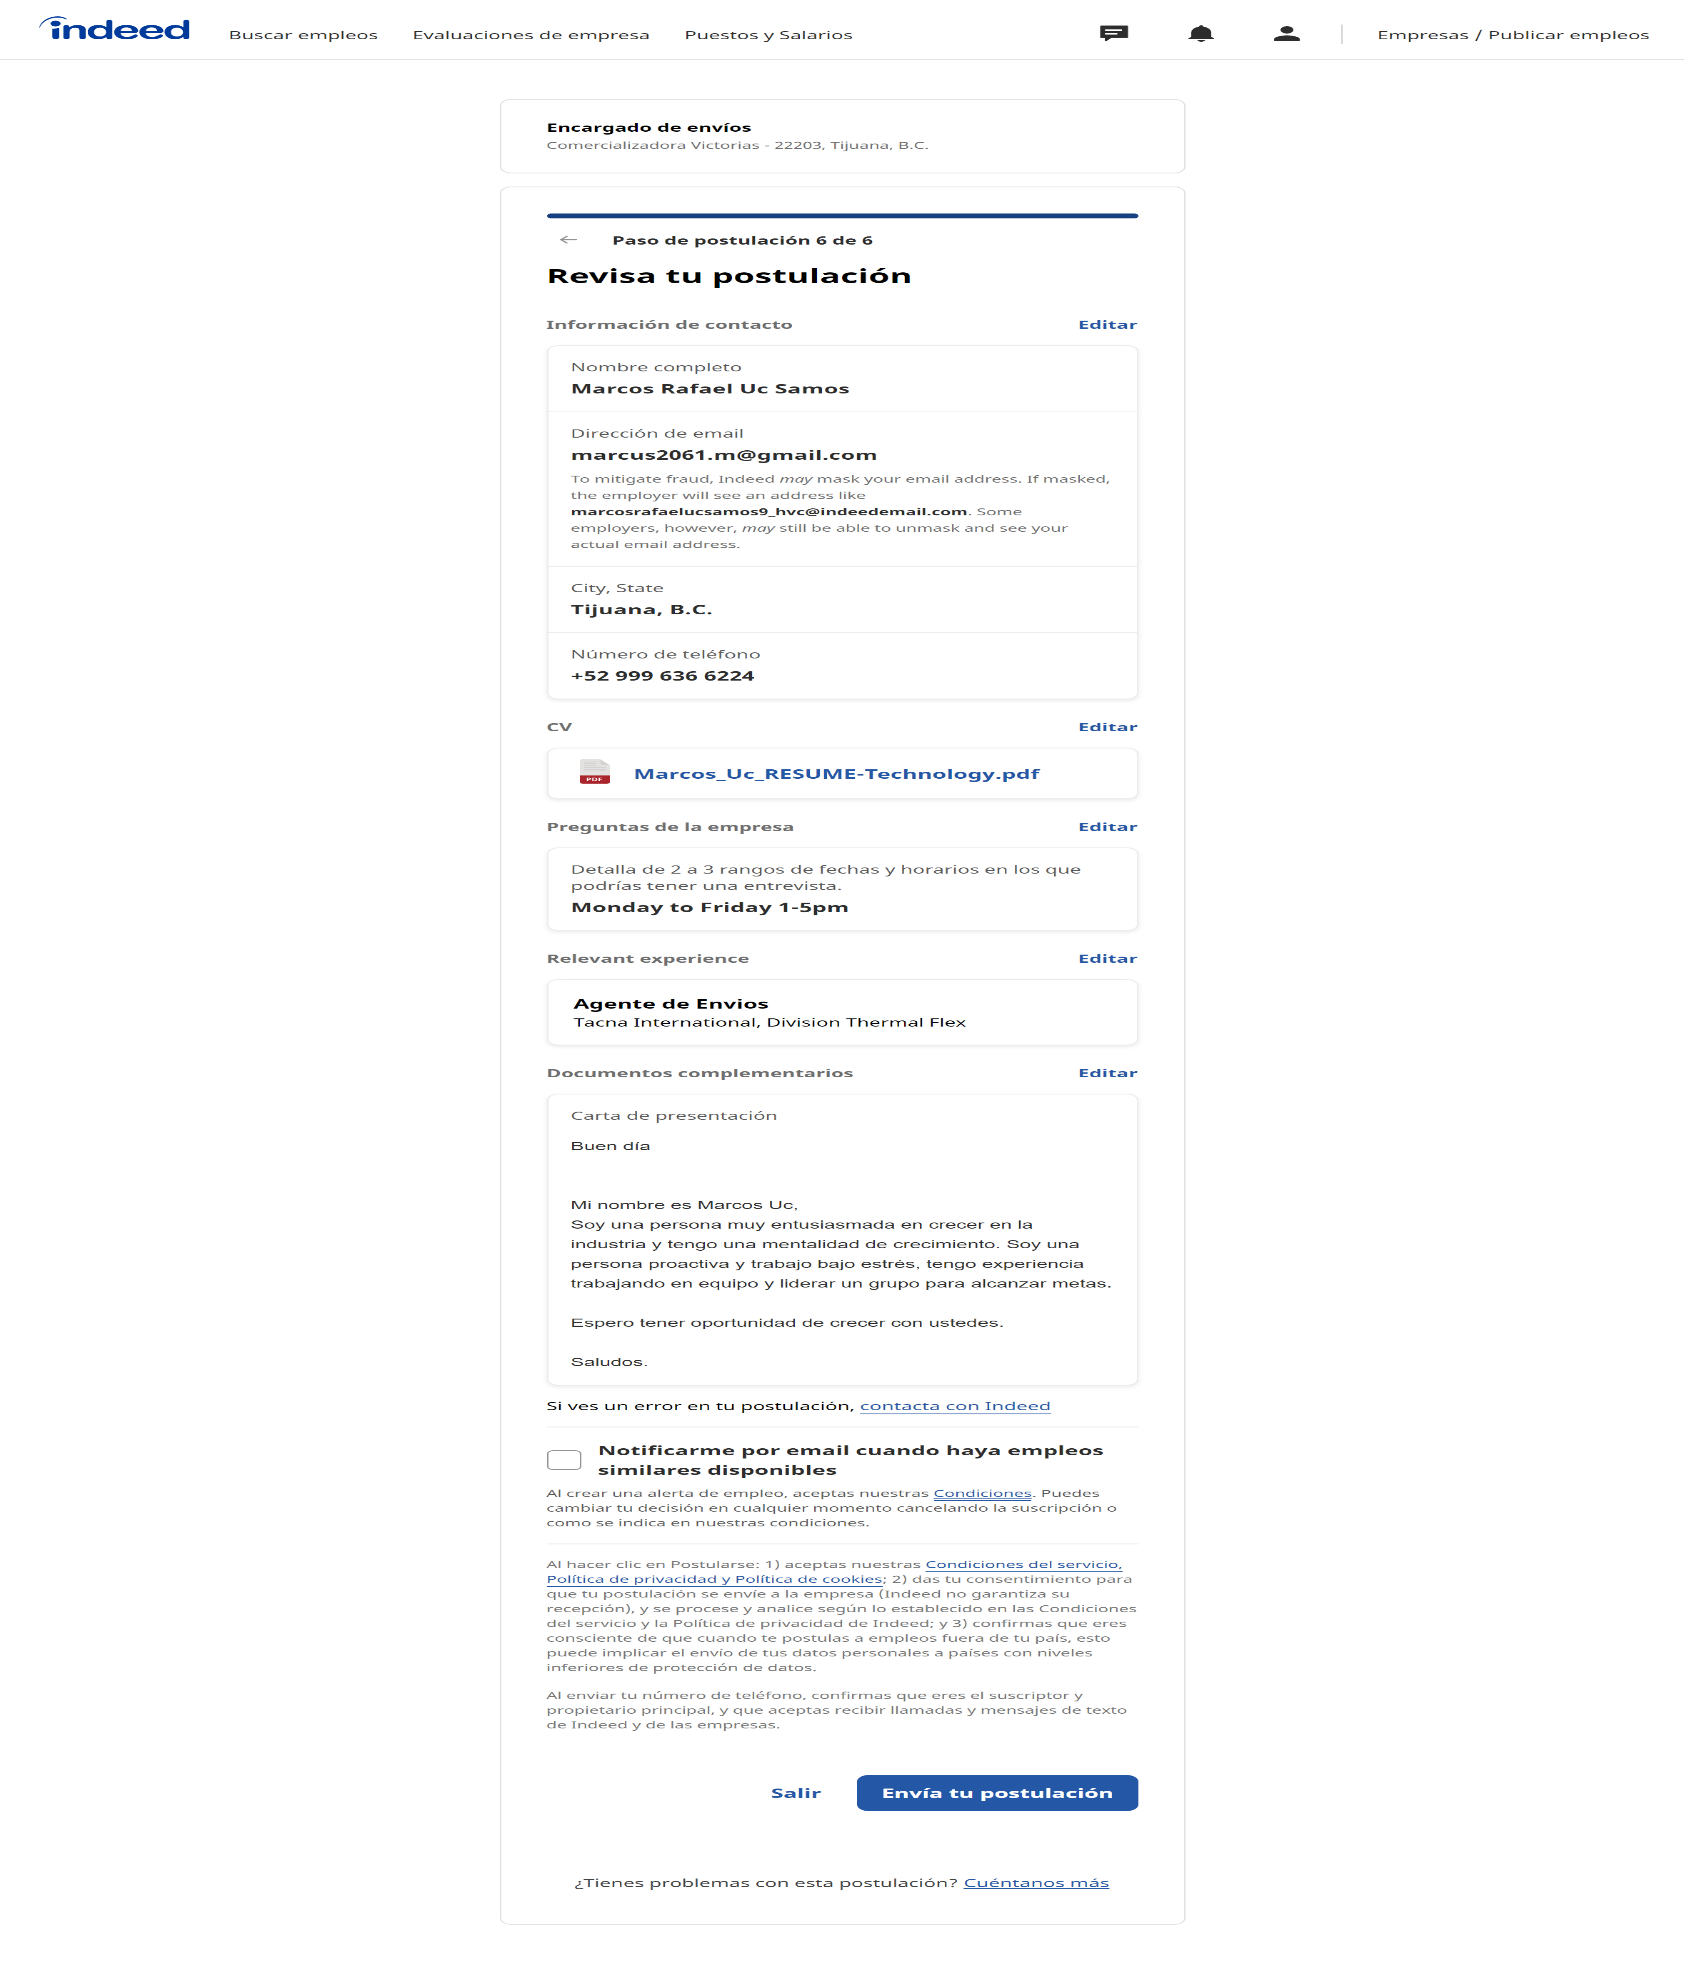 indeed
Buscar empleos
Evaluaciones de empresa
Puestos y Salarios
Empresas / Publicar empleos
Encargado de envíos
Comercializadora Victorias - 22203, Tijuana, B.C.
Paso de postulación 6 de 6
Revisa tu postulación
Información de contacto
Editar
Nombre completo
Marcos Rafael Uc Samos
Dirección de email
marcus2061.m@gmail.com
To mitigate fraud, Indeed may mask your email address. If masked,
the employer will see an address like
marcosrafaelucsamos9_hvc@indeedemail.com. Some
employers, however, may still be able to unmask and see your
actual email address.
City, State
Tijuana, B.C.
Número de teléfono
+52 999 636 6224
CV
Editar
PDF
Marcos_Uc_RESUME-Technology.pdf
Preguntas de la empresa
Editar
Detalla de 2 a 3 rangos de fechas y horarios en los que
podrías tener una entrevista.
Monday to Friday 1-5pm
Relevant experience
Editar
Agente de Envios
Tacna International, Division Thermal Flex
Documentos complementarios
Editar
Carta de presentación
Buen día
Mi nombre es Marcos Uc,
Soy una persona muy entusiasmada en crecer en la
industria y tengo una mentalidad de crecimiento. Soy una
persona proactiva y trabajo bajo estrés, tengo experiencia
trabajando en equipo y liderar un grupo para alcanzar metas.
Espero tener oportunidad de crecer con ustedes.
Saludos.
Si ves un error en tu postulación, contacta con Indeed
Notificarme por email cuando haya empleos
similares disponibles
Al crear una alerta de empleo, aceptas nuestras Condiciones. Puedes
cambiar tu decisión en cualquier momento cancelando la suscripción o
como se indica en nuestras condiciones.
Al hacer clic en Postularse: 1) aceptas nuestras Condiciones del servicio,
Política de privacidad y Política de cookies; 2) das tu consentimiento para
que tu postulación se envíe a la empresa (Indeed no garantiza su
recepción), y se procese y analice según lo establecido en las Condiciones
del servicio y la Política de privacidad de Indeed; y 3) confirmas que eres
consciente de que cuando te postulas a empleos fuera de tu país, esto
puede implicar el envío de tus datos personales a países con niveles
inferiores de protección de datos.
Al enviar tu número de teléfono, confirmas que eres el suscriptor y
propietario principal, y que aceptas recibir llamadas y mensajes de texto
de Indeed y de las empresas.
Salir
Envía tu postulación
¿Tienes problemas con esta postulación? Cuéntanos más